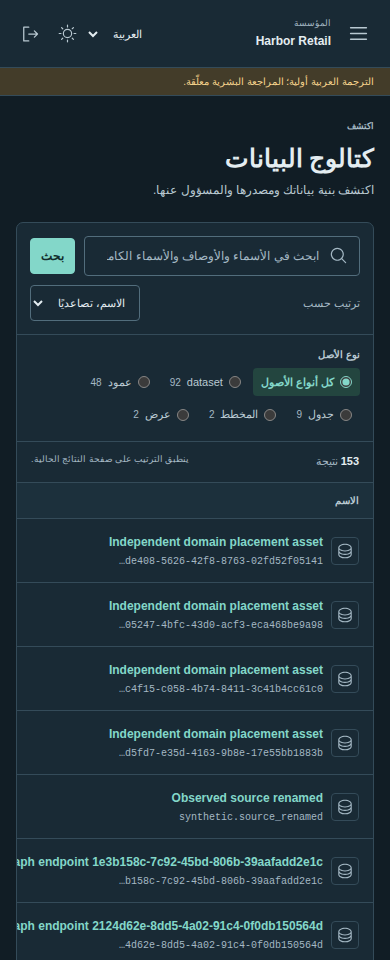 المؤسسة
Harbor Retail
العربية
الترجمة العربية أولية؛ المراجعة البشرية معلّقة.
اكتشف
كتالوج البيانات
اكتشف بنية بياناتك ومصدرها والمسؤول عنها.
ابحث في الأسماء والأوصاف والأسماء الكام
بحث
ترتيب حسب
الاسم، تصاعديًا
نوع الأصل
كل أنواع الأصول
dataset 92
عمود 48
جدول 9
المخطط 2
عرض 2
153 نتيجة
ينطبق الترتيب على صفحة النتائج الحالية.
الاسم
Independent domain placement asset
…de408-5626-42f8-8763-02fd52f05141
Independent domain placement asset
…05247-4bfc-43d0-acf3-eca468be9a98
Independent domain placement asset
…c4f15-c058-4b74-8411-3c41b4cc61c0
Independent domain placement asset
…d5fd7-e35d-4163-9b8e-17e55bb1883b
Observed source renamed
synthetic.source_renamed
aph endpoint 1e3b158c-7c92-45bd-806b-39aafadd2e1c
…b158c-7c92-45bd-806b-39aafadd2e1c
aph endpoint 2124d62e-8dd5-4a02-91c4-0f0db150564d
…4d62e-8dd5-4a02-91c4-0f0db150564d